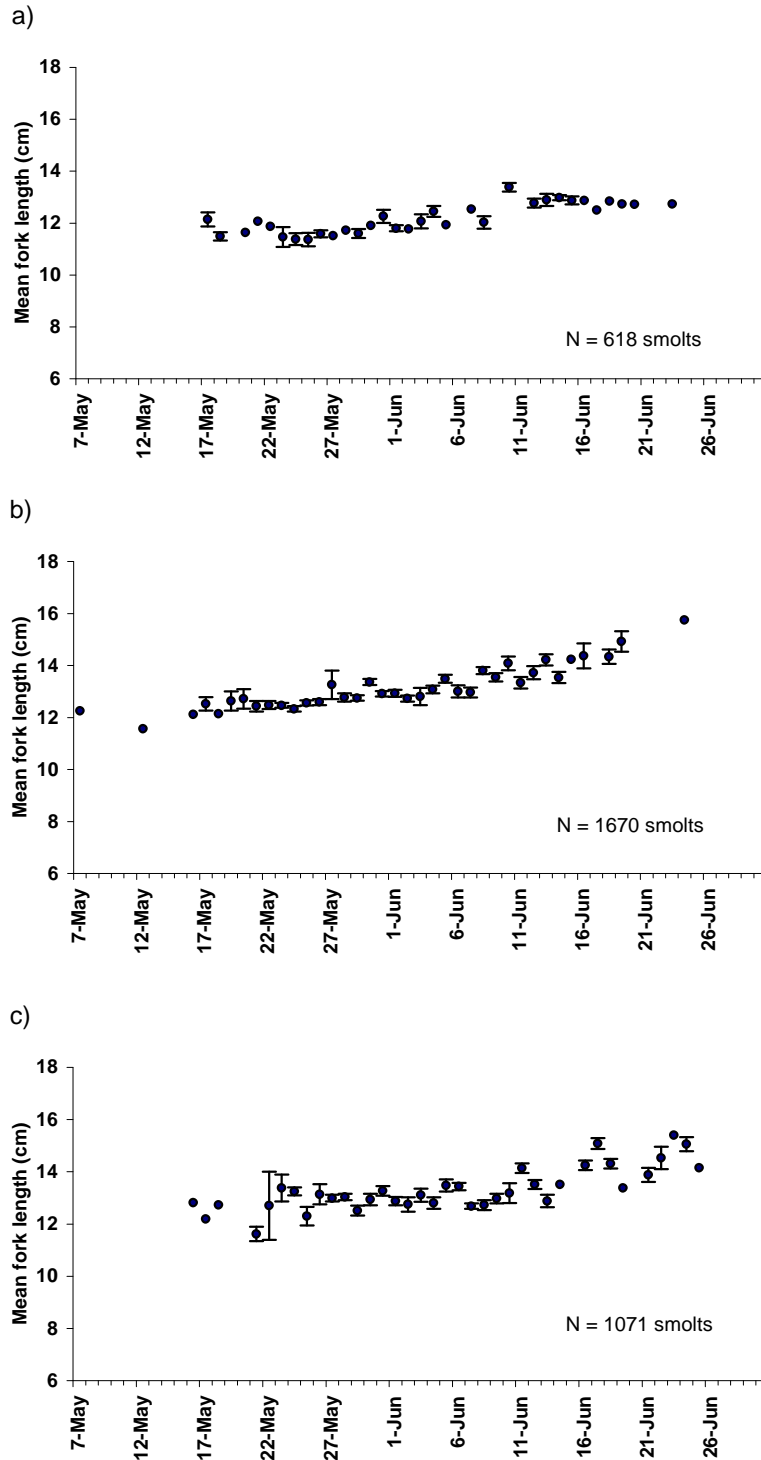 a)
18
16
14
12
10
8
6
Mean fork length (cm)
N = 618 smolts
7-May
12-May
17-May
22-May
27-May
1-Jun
6-Jun
11-Jun
16-Jun
21-Jun
26-Jun
b)
18
16
14
12
10
8
6
Mean fork length (cm)
N = 1670 smolts
7-May
12-May
17-May
22-May
27-May
1-Jun
6-Jun
11-Jun
16-Jun
21-Jun
26-Jun
c)
18
16
14
12
10
8
6
Mean fork length (cm)
N = 1071 smolts
7-May
12-May
17-May
22-May
27-May
1-Jun
6-Jun
11-Jun
16-Jun
21-Jun
26-Jun